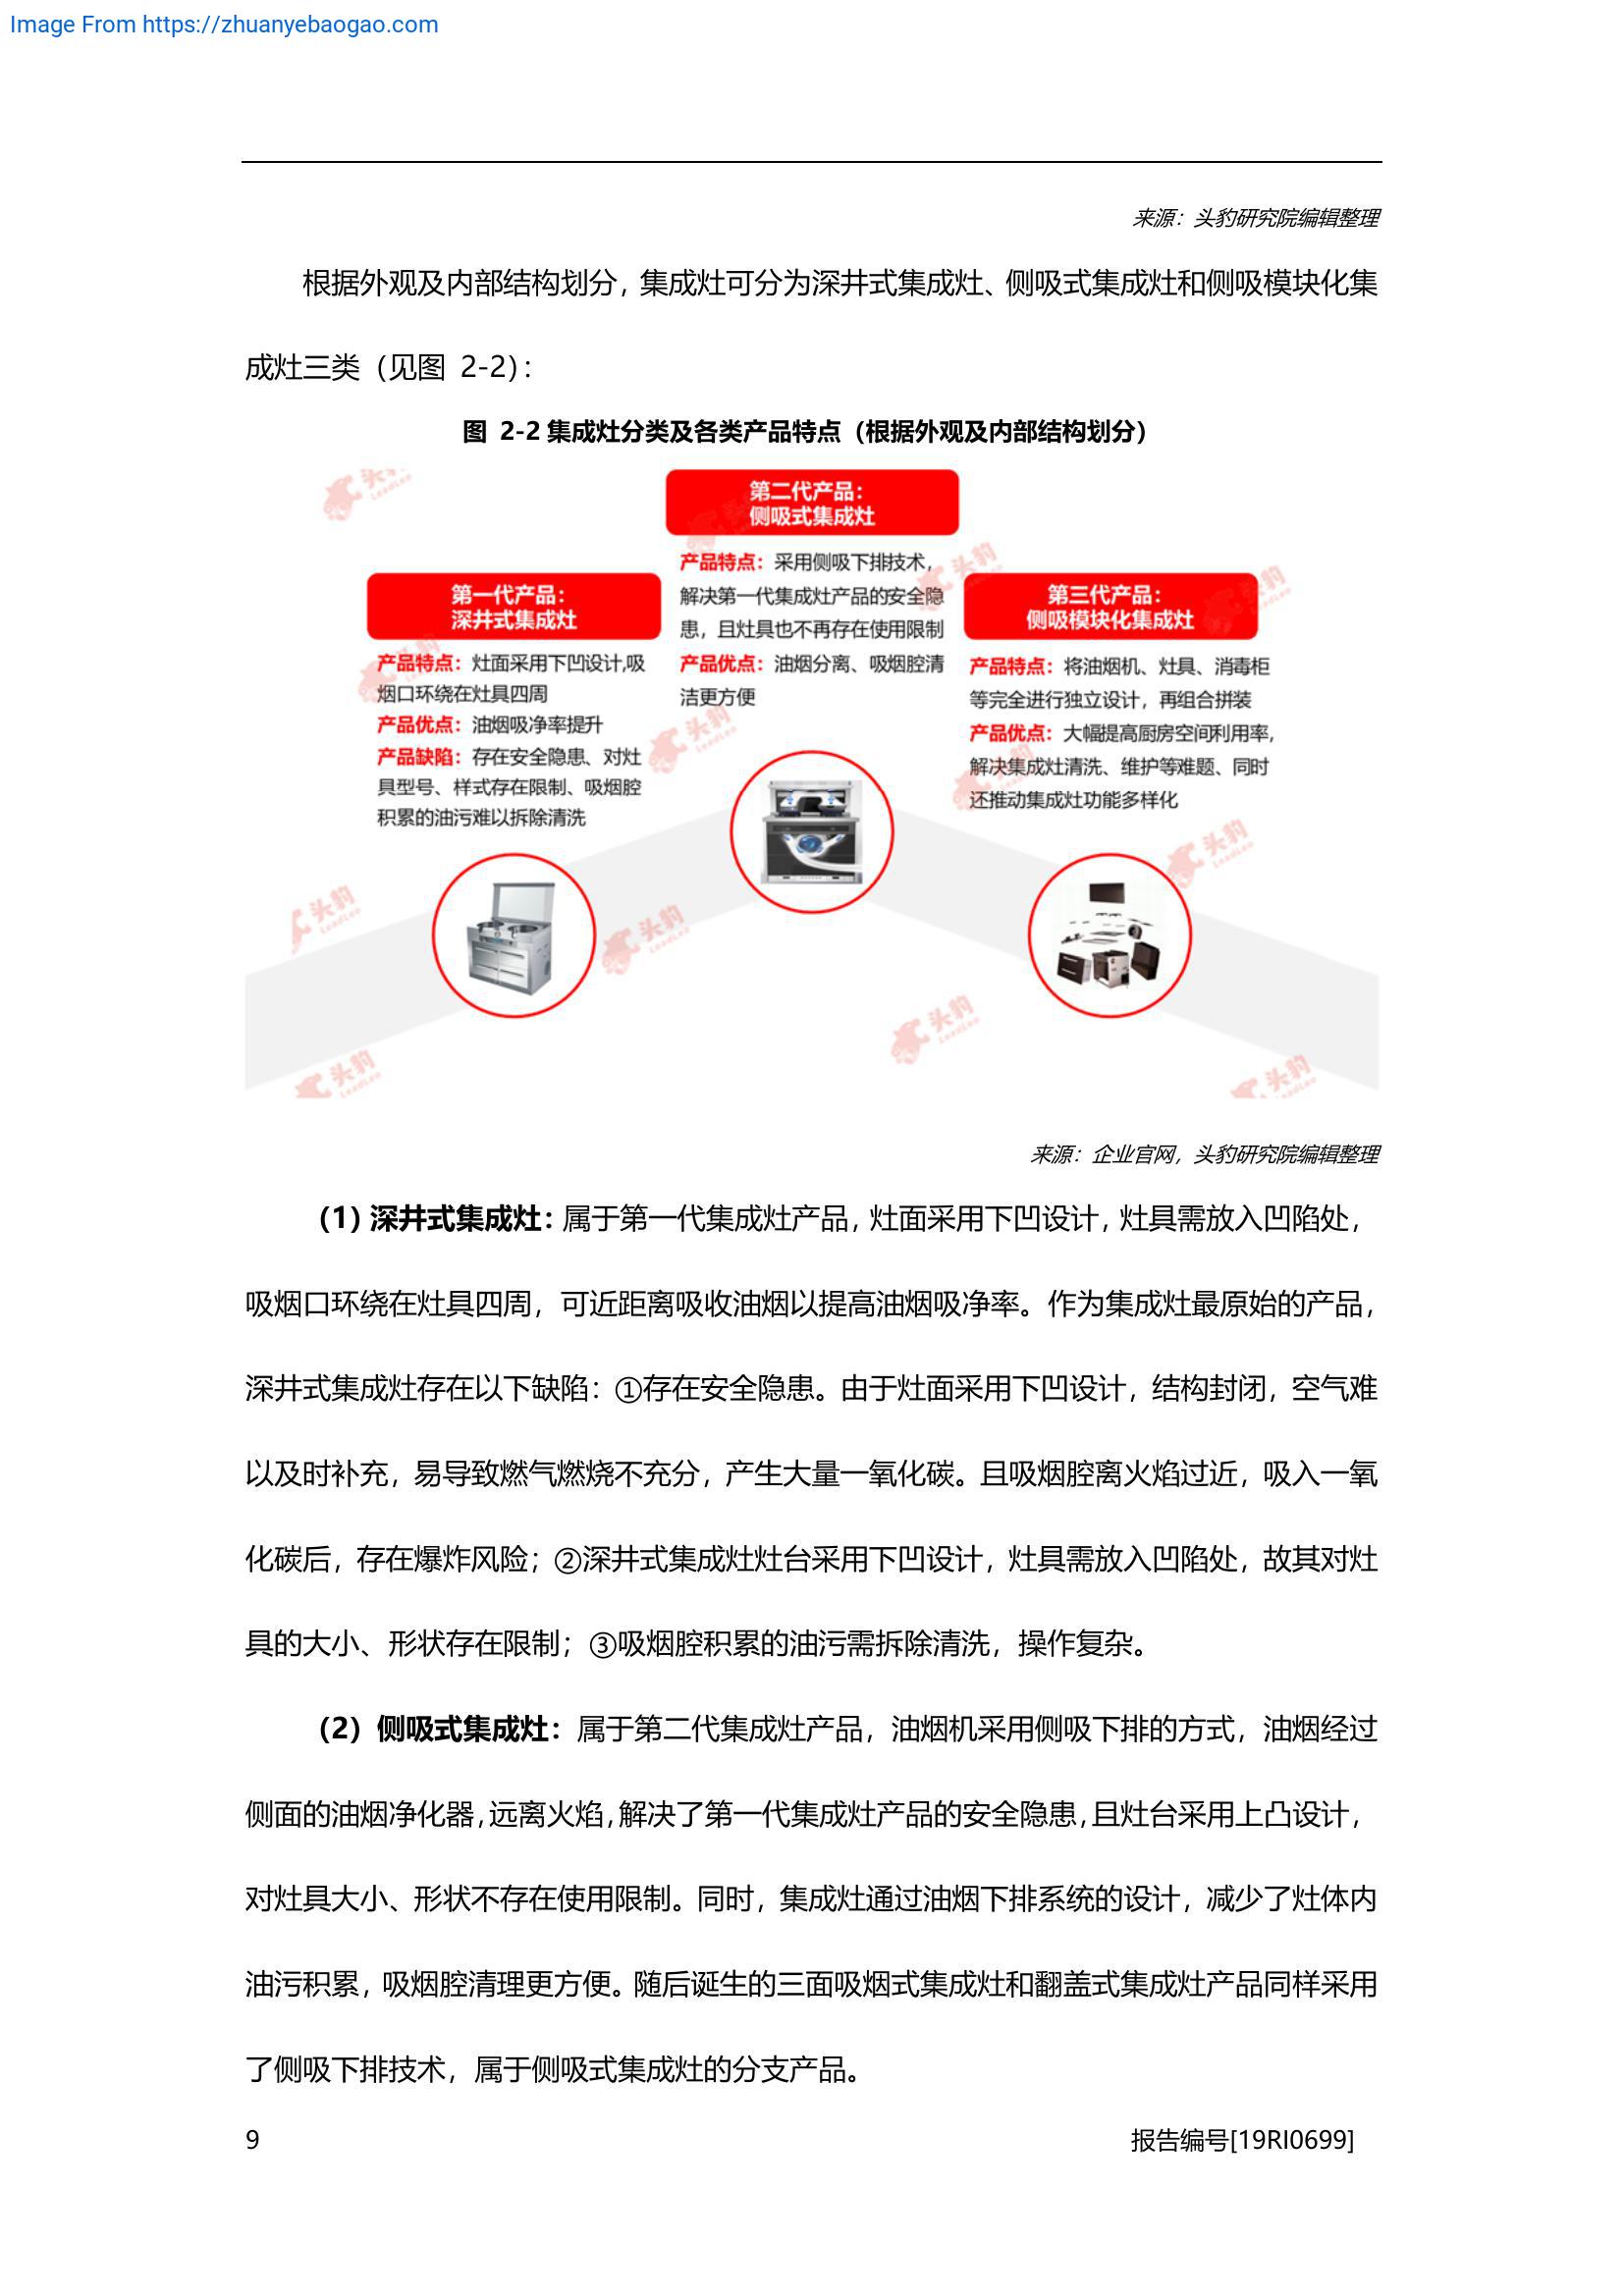 Image From https://zhuanyebaogao.com
来源：头豹研究院编辑整理
根据外观及内部结构划分，集成灶可分为深井式集成灶、侧吸式集成灶和侧吸模块化集
成灶三类（见图 2-2）：
图 2-2 集成灶分类及各类产品特点（根据外观及内部结构划分）
第一代产品：
深井式集成灶
产品特点：灶面采用下凹设计,吸
烟口环绕在灶具四周
产品优点：油烟吸净率提升
产品缺陷：存在安全隐患、对灶
具型号、样式存在限制、吸烟腔
积累的油污难以拆除清洗
第二代产品：
侧吸式集成灶
产品特点：采用侧吸下排技术，
解决第一代集成灶产品的安全隐
患，且灶具也不再存在使用限制
产品优点：油烟分离、吸烟腔清
洁更方便
第三代产品：
侧吸模块化集成灶
产品特点：将油烟机、灶具、消毒柜
等完全进行独立设计，再组合拼装
产品优点：大幅提高厨房空间利用率，
解决集成灶清洗、维护等难题、同时
还推动集成灶功能多样化
头豹
LeadLeo
来源：企业官网，头豹研究院编辑整理
（1）深井式集成灶：属于第一代集成灶产品，灶面采用下凹设计，灶具需放入凹陷处，
吸烟口环绕在灶具四周，可近距离吸收油烟以提高油烟吸净率。作为集成灶最原始的产品，
深井式集成灶存在以下缺陷：①存在安全隐患。由于灶面采用下凹设计，结构封闭，空气难
以及时补充，易导致燃气燃烧不充分，产生大量一氧化碳。且吸烟腔离火焰过近，吸入一氧
化碳后，存在爆炸风险；②深井式集成灶灶台采用下凹设计，灶具需放入凹陷处，故其对灶
具的大小、形状存在限制；③吸烟腔积累的油污需拆除清洗，操作复杂。
（2）侧吸式集成灶：属于第二代集成灶产品，油烟机采用侧吸下排的方式，油烟经过
侧面的油烟净化器，远离火焰，解决了第一代集成灶产品的安全隐患，且灶台采用上凸设计，
对灶具大小、形状不存在使用限制。同时，集成灶通过油烟下排系统的设计，减少了灶体内
油污积累，吸烟腔清理更方便。随后诞生的三面吸烟式集成灶和翻盖式集成灶产品同样采用
了侧吸下排技术，属于侧吸式集成灶的分支产品。
9
报告编号[19RI0699]